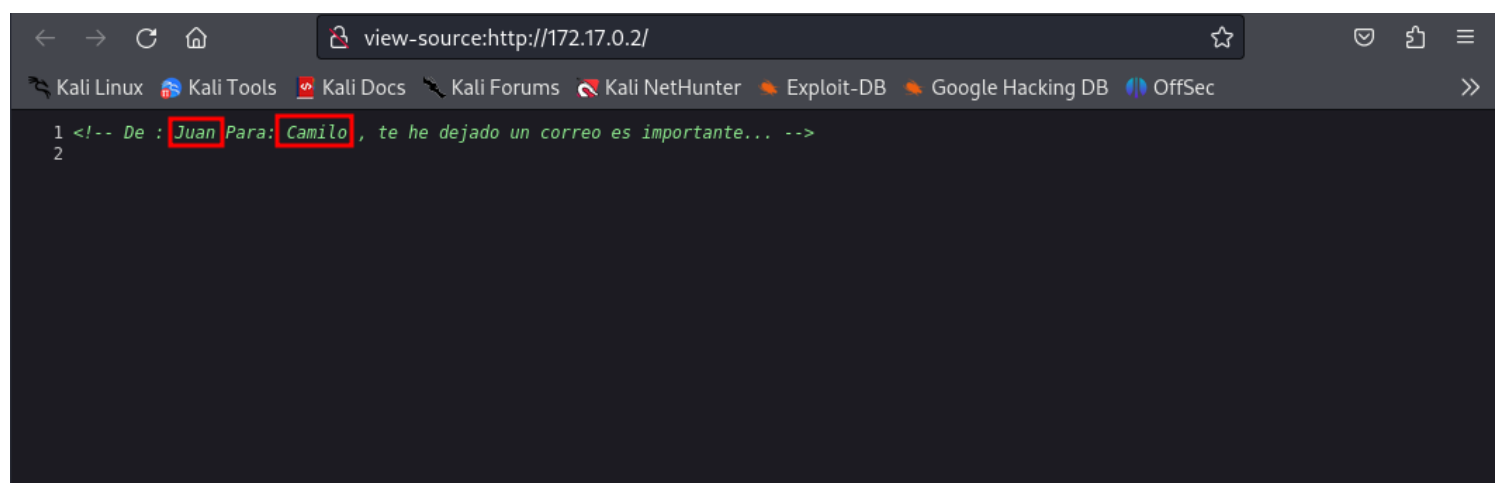 view-source:http://172.17.0.2/
Kali Linux Kali Tools Kali Docs Kali Forums Kali NetHunter Exploit-DB Google Hacking DB OffSec
1 <!-- De : Juan Para: Camilo , te he dejado un correo es importante... -->
2